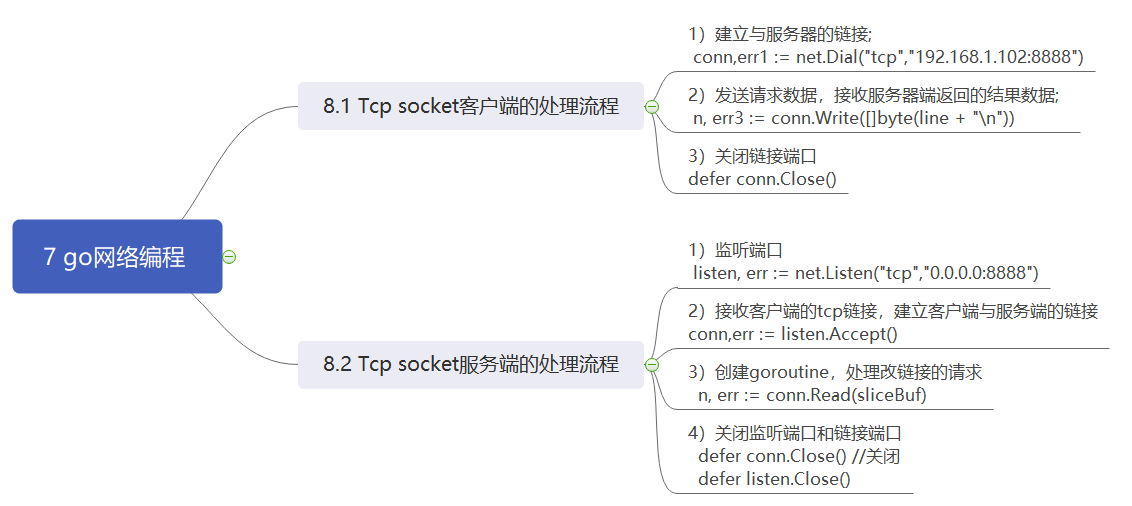 7 go网络编程
8.1 Tcp socket客户端的处理流程
1）建立与服务器的链接;
conn,err1 := net.Dial("tcp","192.168.1.102:8888")
2）发送请求数据，接收服务器端返回的结果数据;
n, err3 := conn.Write([]byte(line + "\n"))
3）关闭链接端口
defer conn.Close()
8.2 Tcp socket服务端的处理流程
1）监听端口
listen, err := net.Listen("tcp","0.0.0.0:8888")
2）接收客户端的tcp链接，建立客户端与服务端的链接
conn,err := listen.Accept()
3）创建goroutine，处理改链接的请求
n, err := conn.Read(sliceBuf)
4）关闭监听端口和链接端口
defer conn.Close() //关闭
defer listen.Close()